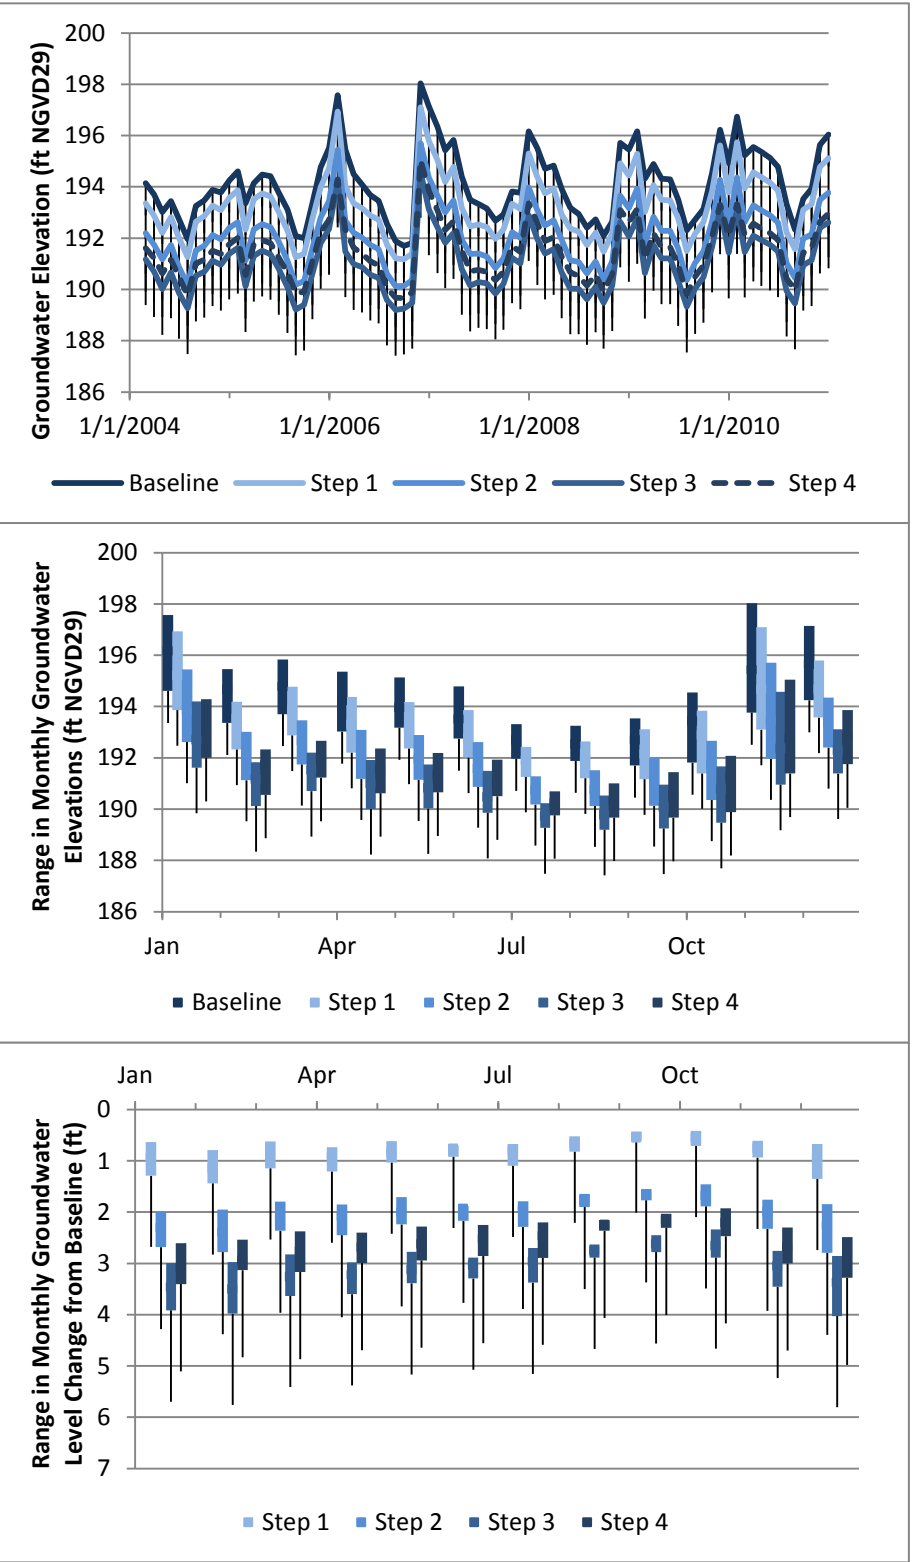 Groundwater Elevation (ft NGVD29)
200
198
196
194
192
190
188
186
1/1/2004 1/1/2006 1/1/2008 1/1/2010
Baseline Step 1 Step 2 Step 3 Step 4
Range in Monthly Groundwater
Elevations (ft NGVD29)
200
198
196
194
192
190
188
186
Jan Apr Jul Oct
Baseline Step 1 Step 2 Step 3 Step 4
Range in Monthly Groundwater
Level Change from Baseline (ft)
Jan Apr Jul Oct
0
1
2
3
4
5
6
7
Step 1 Step 2 Step 3 Step 4